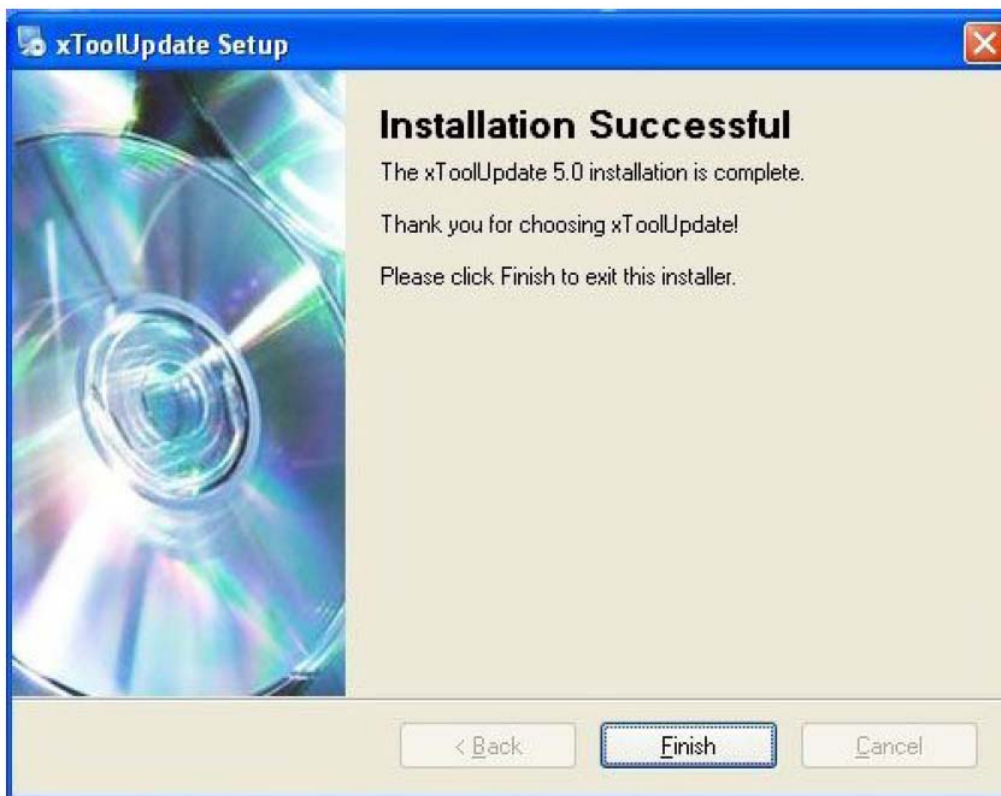 xToolUpdate Setup
Installation Successful
The xToolUpdate 5.0 installation is complete.
Thank you for choosing xToolUpdate!
Please click Finish to exit this installer.
< Back
Finish
Cancel